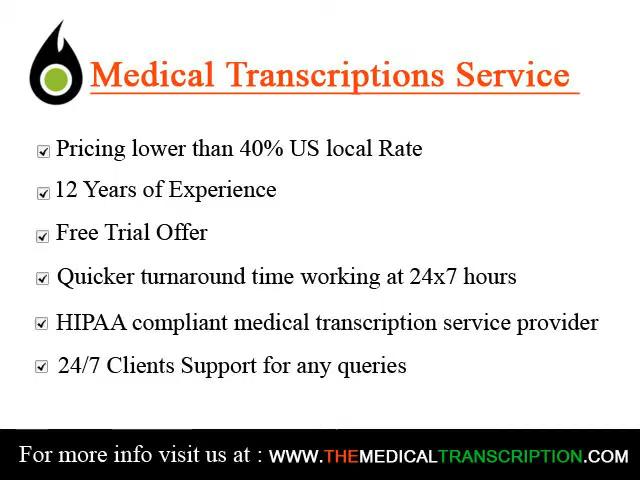 Medical Transcriptions Service
Pricing lower than 40% US local Rate
12 Years of Experience
Free Trial Offer
Quicker turnaround time working at 24x7 hours
HIPAA compliant medical transcription service provider
24/7 Clients Support for any queries
For more info visit us at : WWW.THEMEDICALTRANSCRIPTION.COM